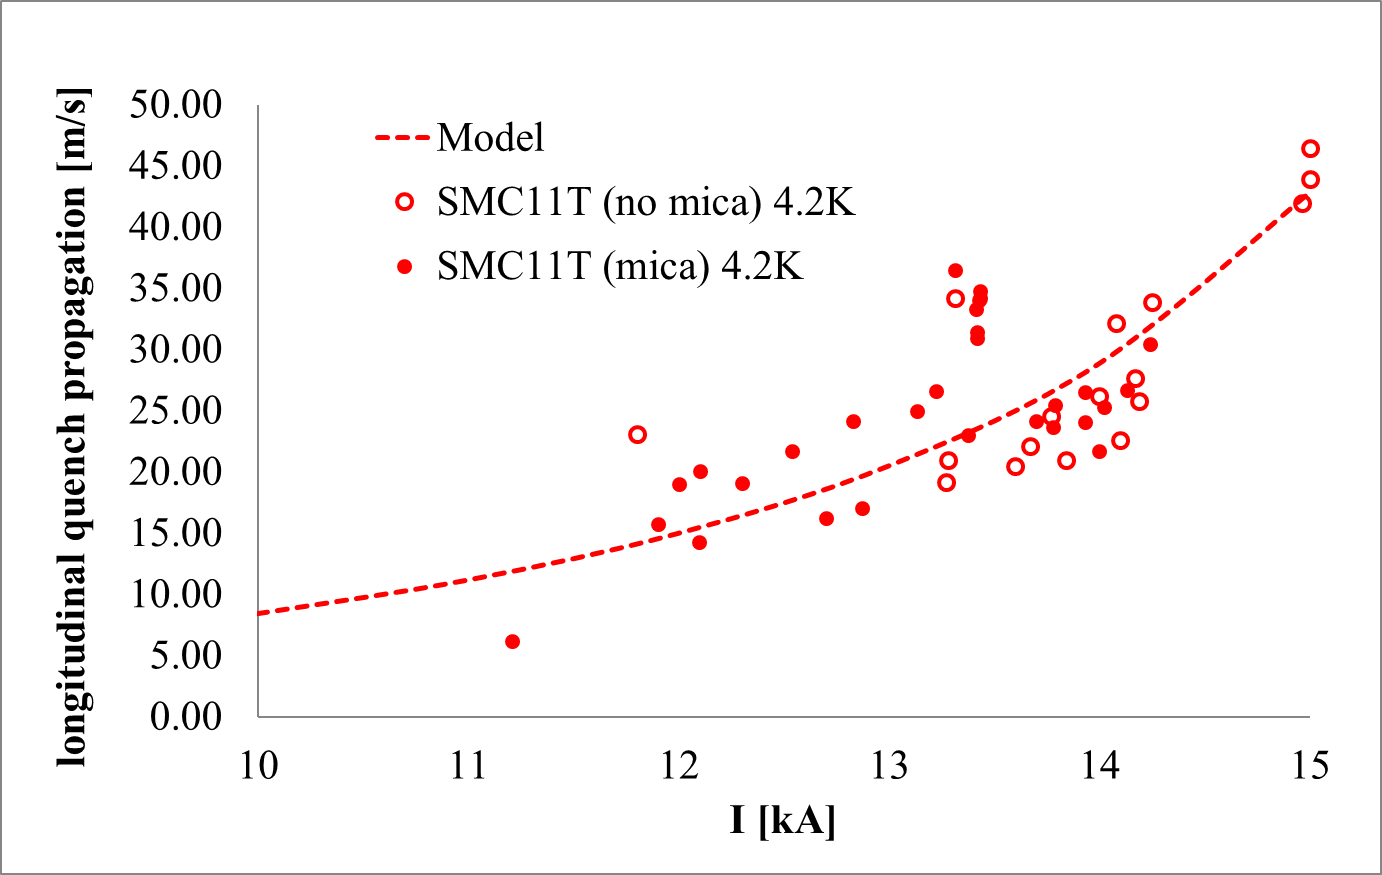 longitudinal quench propagation [m/s]
50.00
45.00
40.00
35.00
30.00
25.00
20.00
15.00
10.00
5.00
0.00
Model
SMC11T (no mica) 4.2K
SMC11T (mica) 4.2K
10 11 12 13 14 15
I [kA]